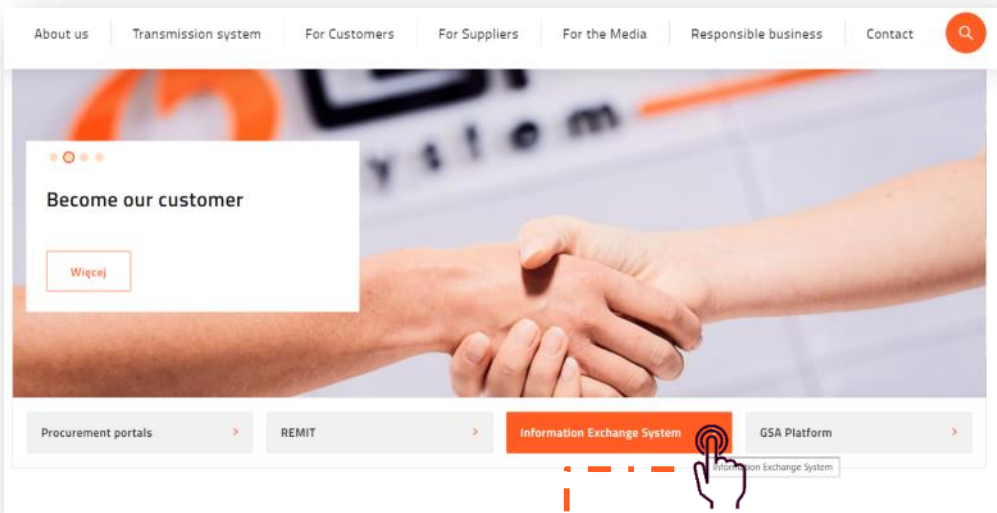 About us Transmission system For Customers For Suppliers For the Media Responsible business Contact
ystem
Become our customer
Więcej
Procurement portals REMIT Information Exchange System GSA Platform
Information Exchange System